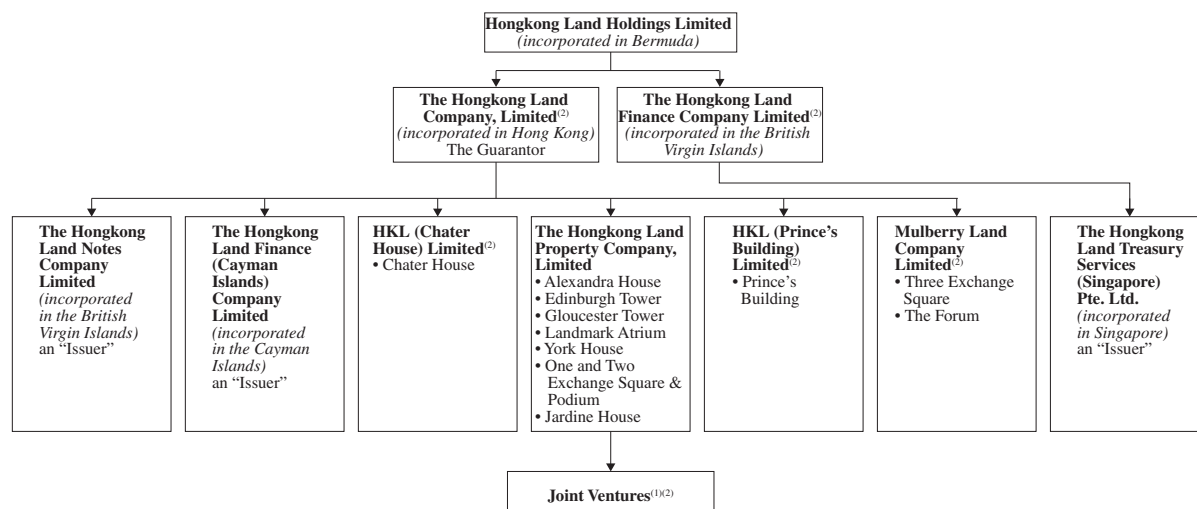 Hongkong Land Holdings Limited
(incorporated in Bermuda)
The Hongkong Land
Company, Limited(2)
(incorporated in Hong Kong)
The Guarantor
The Hongkong Land
Finance Company Limited(2)
(incorporated in the British
Virgin Islands)
The Hongkong
Land Notes
Company
Limited
(incorporated
in the British
Virgin Islands)
an “Issuer”
The Hongkong
Land Finance
(Cayman
Islands)
Company
Limited
(incorporated
in the Cayman
Islands)
an “Issuer”
HKL (Chater
House) Limited(2)
• Chater House
The Hongkong Land
Property Company,
Limited
• Alexandra House
• Edinburgh Tower
• Gloucester Tower
• Landmark Atrium
• York House
• One and Two
Exchange Square &
Podium
• Jardine House
HKL (Prince’s
Building)
Limited(2)
• Prince’s
Building
Mulberry Land
Company
Limited(2)
• Three Exchange
Square
• The Forum
The Hongkong
Land Treasury
Services
(Singapore)
Pte. Ltd.
(incorporated
in Singapore)
an “Issuer”
Joint Ventures(1)(2)